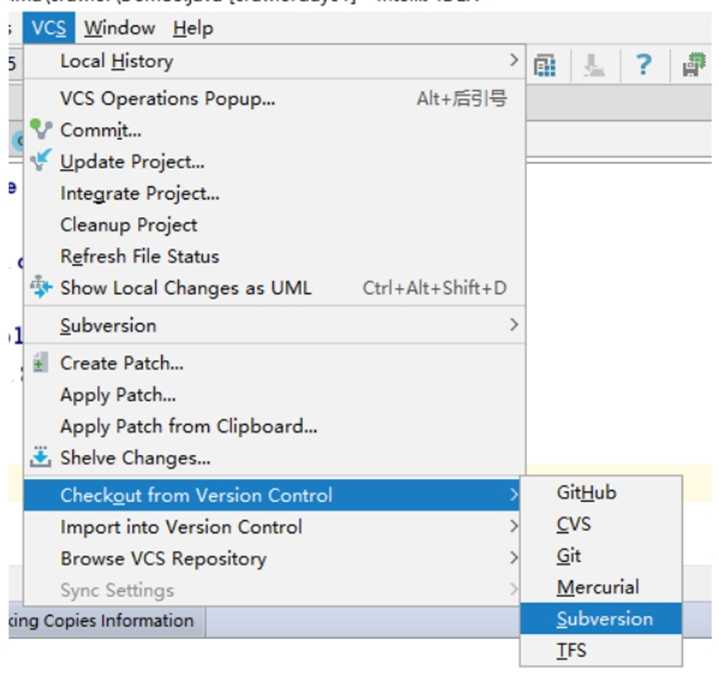 VCS Window Help
Local History
VCS Operations Popup... Alt+后引号
Commit...
Update Project...
Integrate Project...
Cleanup Project
Refresh File Status
Show Local Changes as UML Ctrl+Alt+Shift+D
Subversion
Create Patch...
Apply Patch...
Apply Patch from Clipboard...
Shelve Changes...
Checkout from Version Control
Import into Version Control
Browse VCS Repository
Sync Settings
GitHub
CVS
Git
Mercurial
Subversion
TFS
king Copies Information